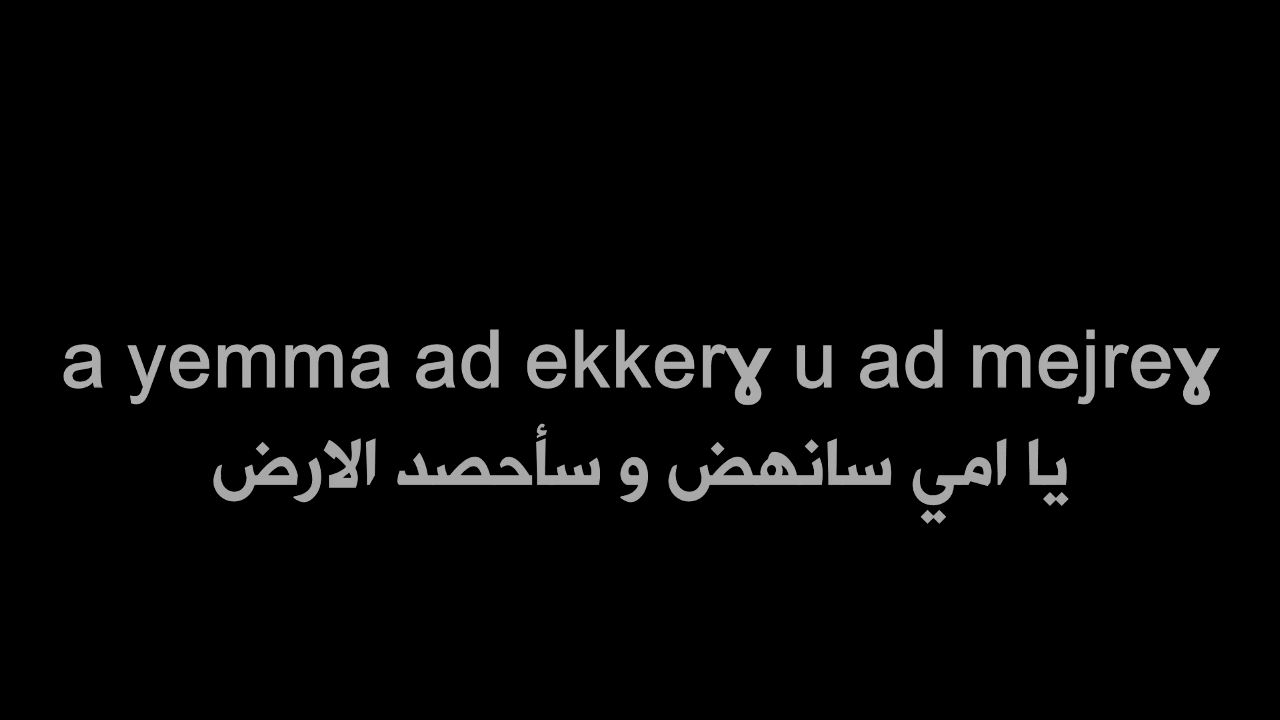 a yemma ad ekkerɣ u ad mejreɣ
يا امي سانهض و سأحصد الارض